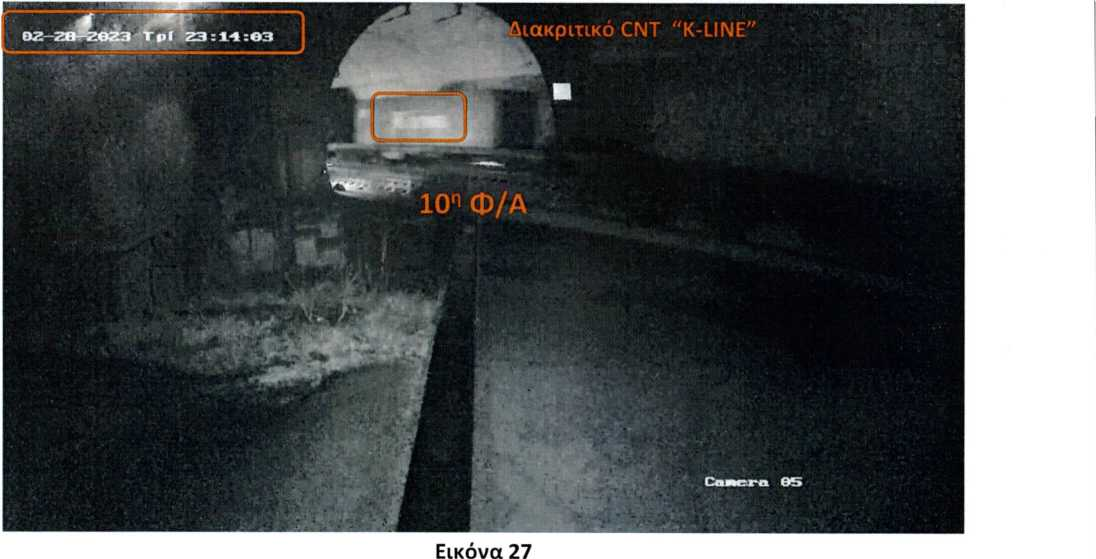 02-28-2023 Τρί 23:14:03
Διακριτικό CNT “K-LINE”
10η Φ/Α
Camera 05
Εικόνα 27